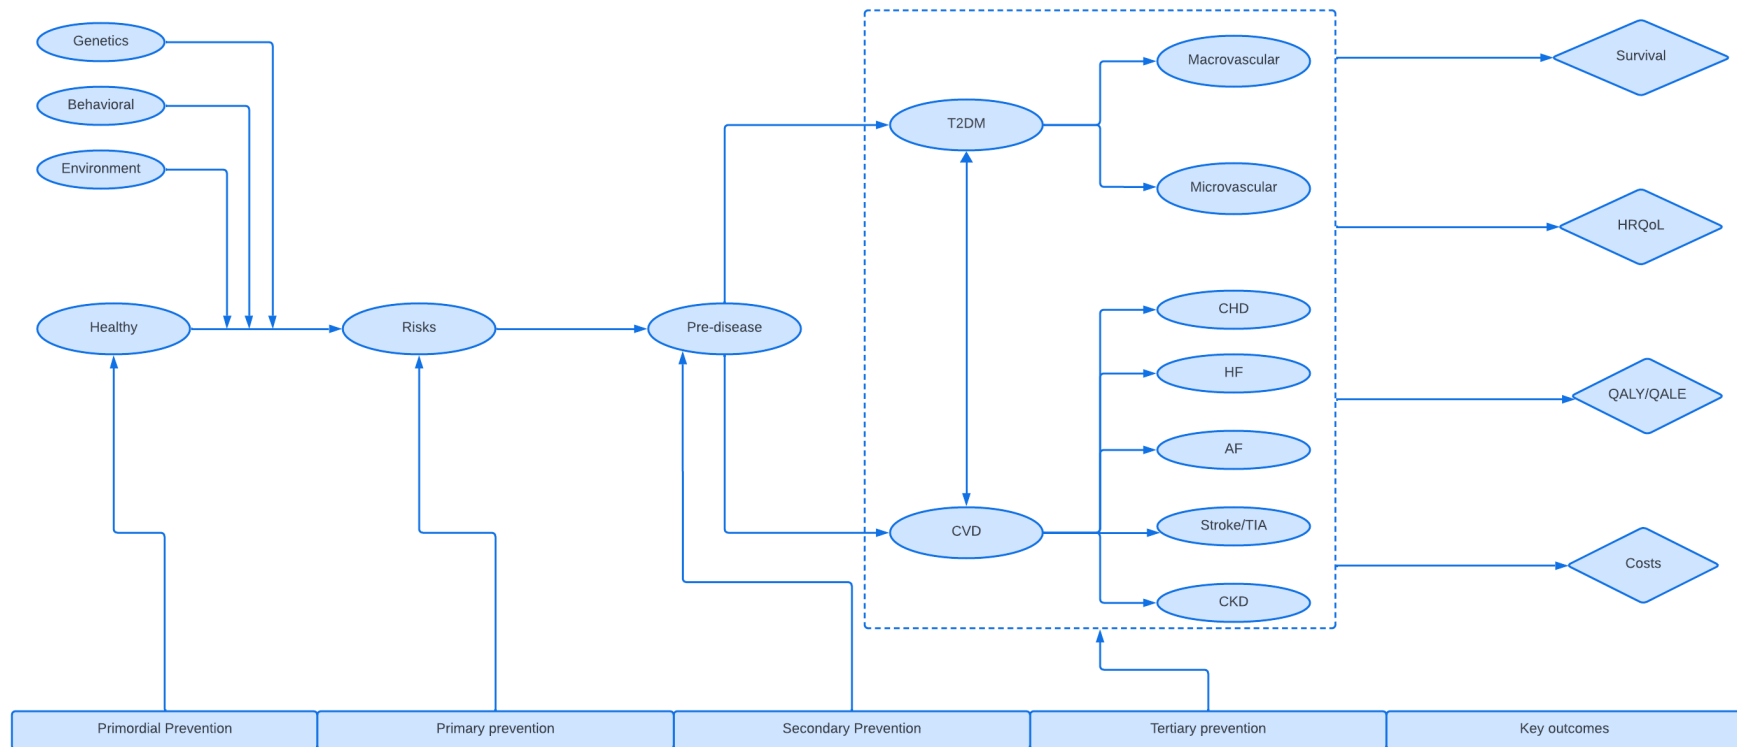 Genetics
Behavioral
Environment
Healthy
Risks
Pre-disease
T2DM
CVD
Macrovascular
Microvascular
CHD
HF
AF
Stroke/TIA
CKD
Survival
HRQoL
QALY/QALE
Costs
Primordial Prevention
Primary prevention
Secondary Prevention
Tertiary prevention
Key outcomes